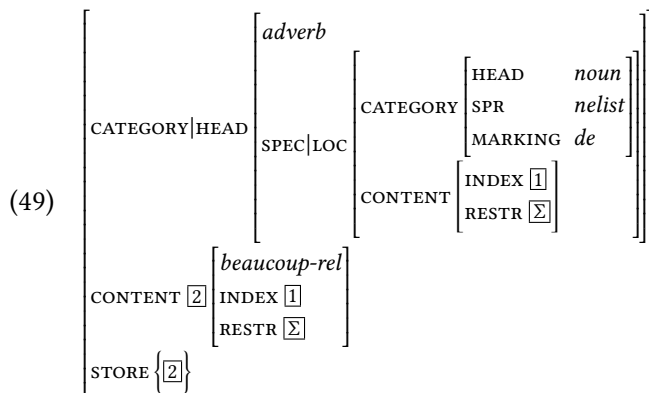 adverb
HEAD noun
CATEGORY SPR nelist
CATEGORY|HEAD SPEC|LOC MARKING de
CONTENT INDEX 1
RESTR Σ
(49)
beaucoup-rel
CONTENT 2 INDEX 1
RESTR Σ
STORE {2}